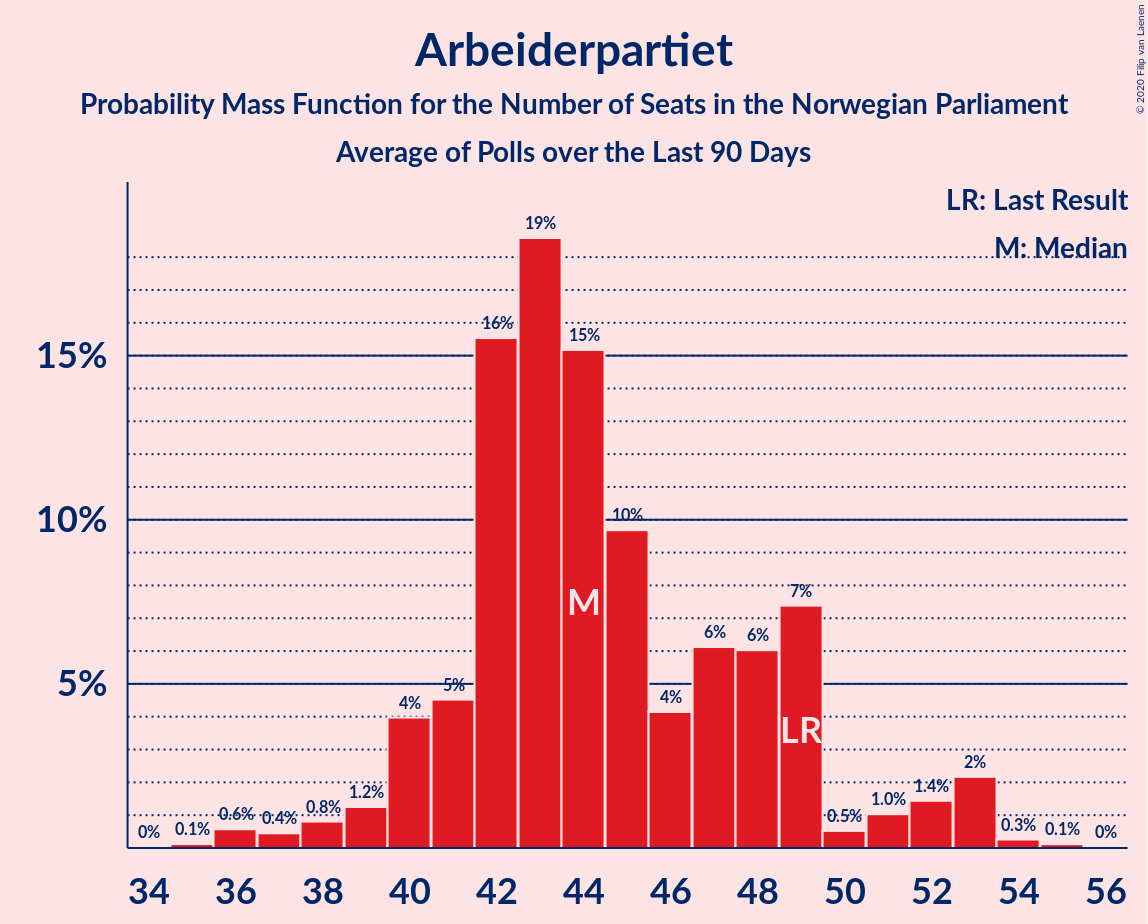 Arbeiderpartiet
Probability Mass Function for the Number of Seats in the Norwegian Parliament
Average of Polls over the Last 90 Days
© 2020 Filip van Laenen
LR: Last Result
M: Median
15%
10%
5%
0%
0.1%
0.6%
0.4%
0.8%
1.2%
4%
5%
16%
19%
15%
10%
4%
6%
6%
7%
0.5%
1.0%
1.4%
2%
0.3%
0.1%
0%
M
LR
34 36 38 40 42 44 46 48 50 52 54 56